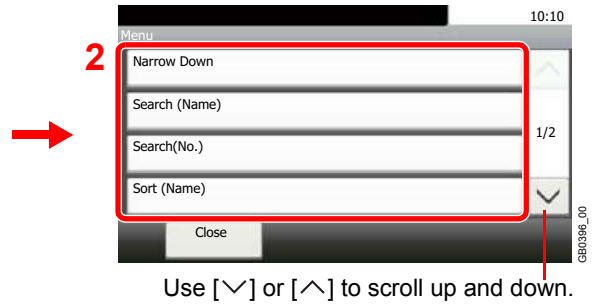 10:10
Menu
2
Narrow Down
Search (Name)
Search(No.)
1/2
Sort (Name)
Close
GB0396_00
Use [∨] or [∧] to scroll up and down.